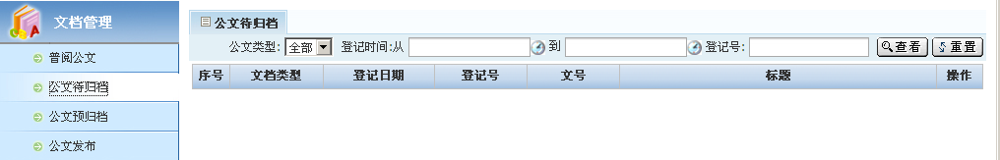 文档管理
普阅公文
公文待归档
公文预归档
公文发布
公文待归档
公文类型: 全部 登记时间:从 到 登记号: 查看 重置
序号 文档类型 登记日期 登记号 文号 标题 操作